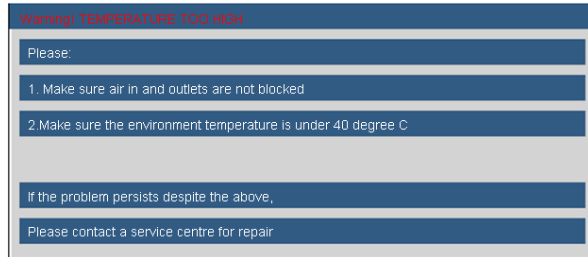 Warning! TEMPERATURE TOO HIGH
Please:
1. Make sure air in and outlets are not blocked
2.Make sure the environment temperature is under 40 degree C
If the problem persists despite the above,
Please contact a service centre for repair